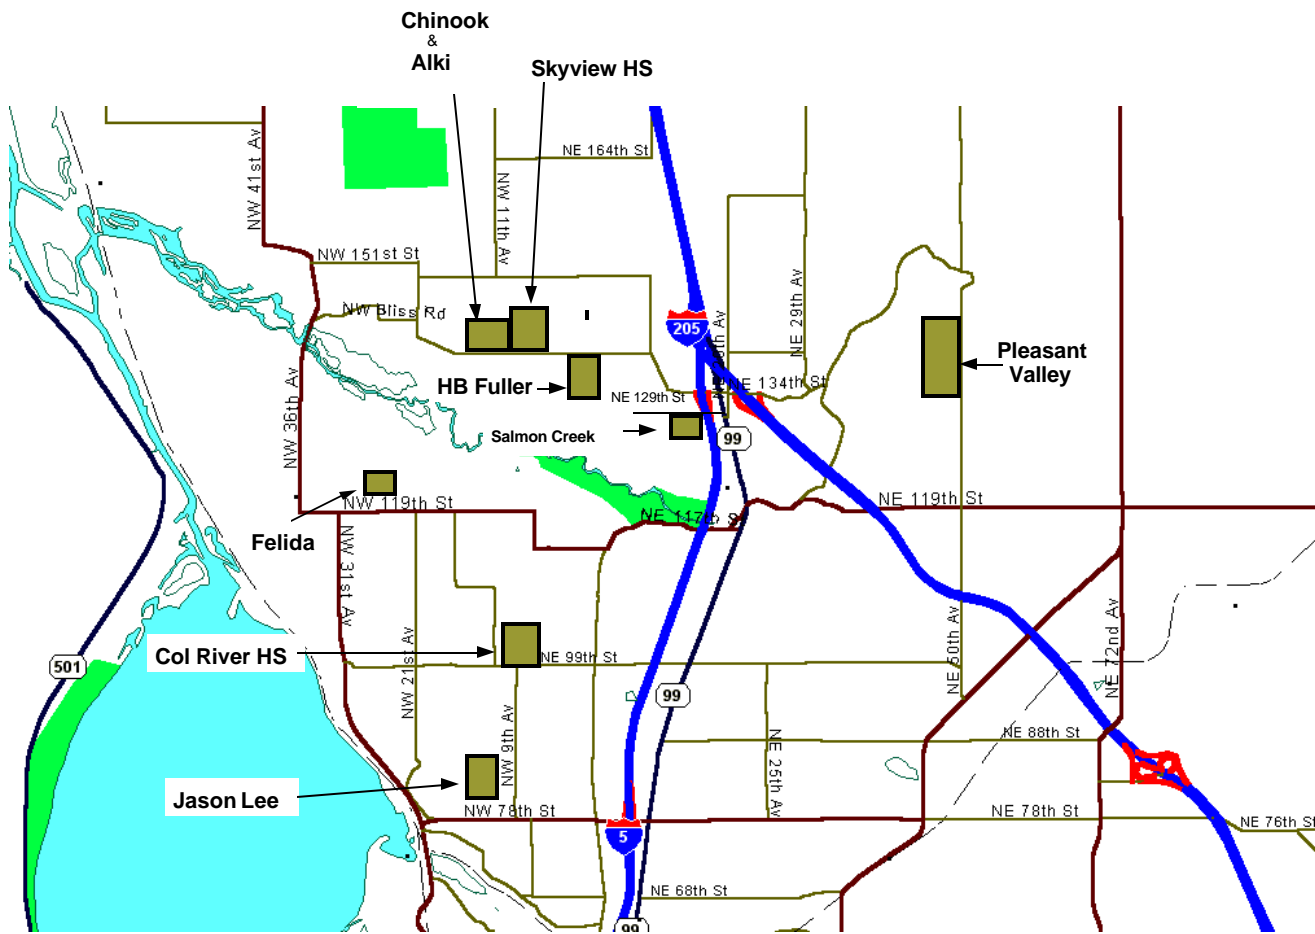 Chinook
&
Alki
Skyview HS
NE 164th St
NW 41st Av
NW 11th Av
NW 151st St
NW Bliss Rd
205
NE 29th Av
NE 134th St
Pleasant
Valley
HB Fuller
NE 129th St
NW 36th Av
Salmon Creek
99
NW 119th St
NE 119th St
NE 117th S
Felida
NW 31st Av
NW 21st Av
Col River HS
NE 99th St
NE 50th Av
NE 72nd Av
501
99
NW 9th Av
NE 25th Av
NE 88th St
Jason Lee
NW 78th St
NE 78th St
NE 76th St
5
NE 68th St
99